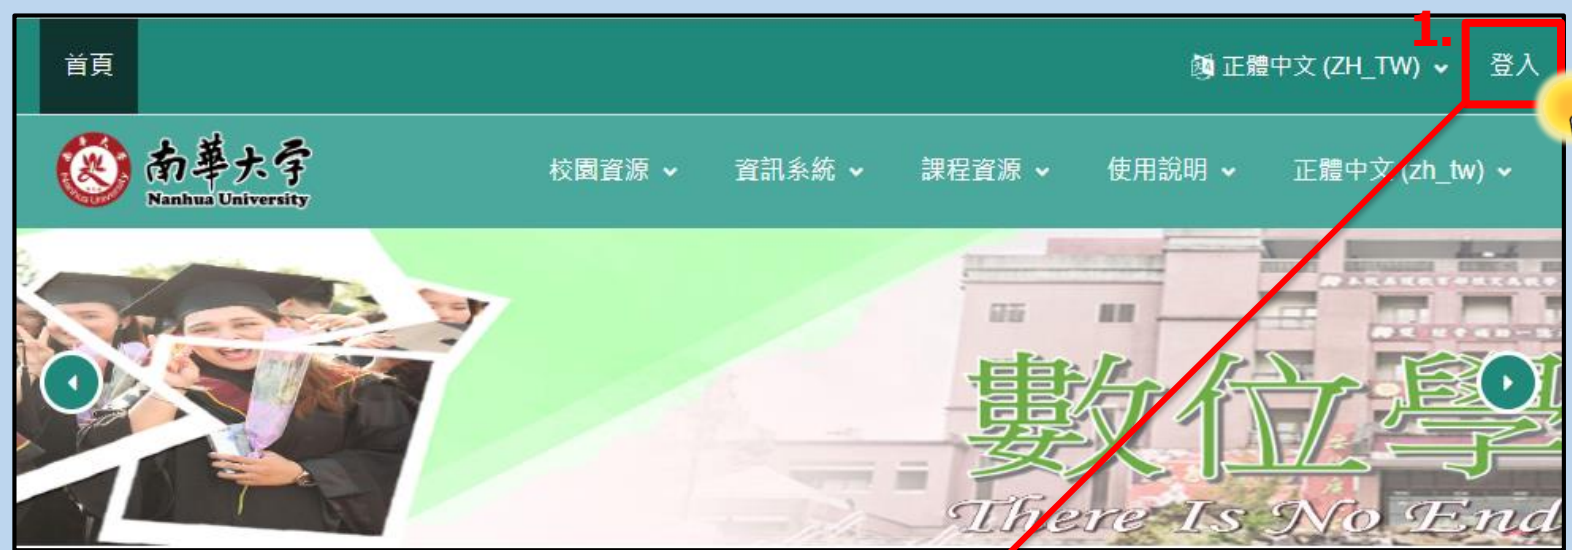 1.
首頁
正體中文 (ZH_TW)
登入
南華大学
Nanhua University
校園資源
資訊系統
課程資源
使用說明
正體中文 (zh_tw)
數位學
There Is No End